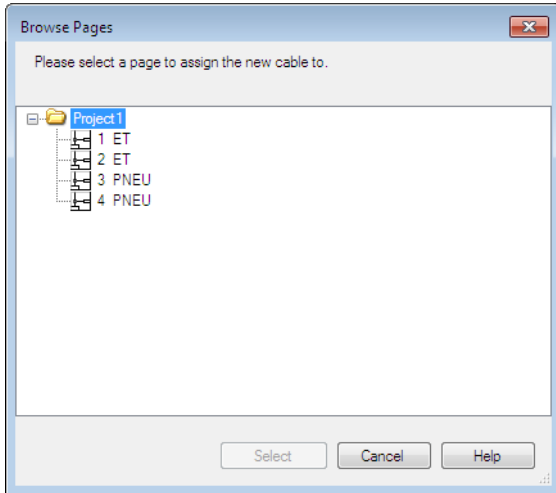 Browse Pages
Please select a page to assign the new cable to.
Project1
1 ET
2 ET
3 PNEU
4 PNEU
Select Cancel Help